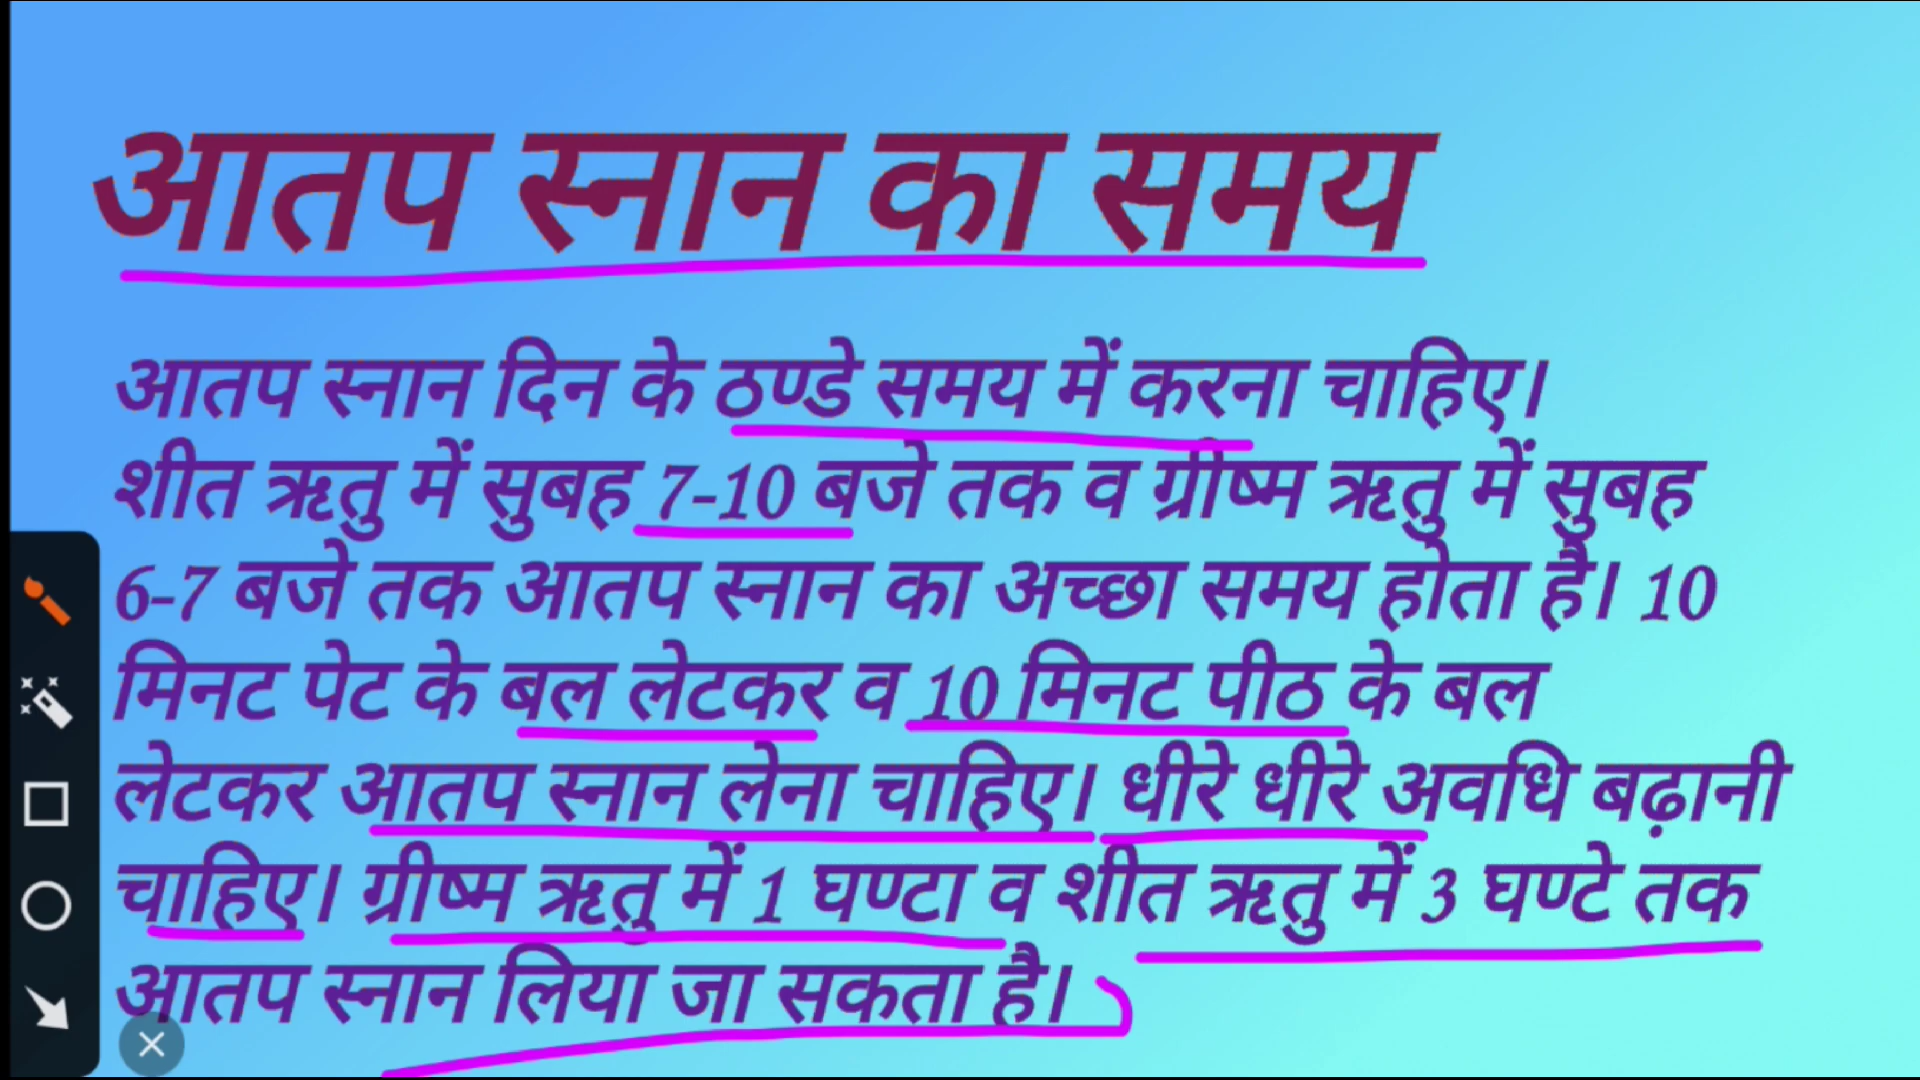 आतप स्नान का समय
आतप स्नान दिन के ठण्डे समय में करना चाहिए।
शीत ऋतु में सुबह 7-10 बजे तक व ग्रीष्म ऋतु में सुबह
6-7 बजे तक आतप स्नान का अच्छा समय होता है। 10
मिनट पेट के बल लेटकर व 10 मिनट पीठ के बल
लेटकर आतप स्नान लेना चाहिए। धीरे धीरे अवधि बढ़ानी
चाहिए। ग्रीष्म ऋतु में 1 घण्टा व शीत ऋतु में 3 घण्टे तक
आतप स्नान लिया जा सकता है।